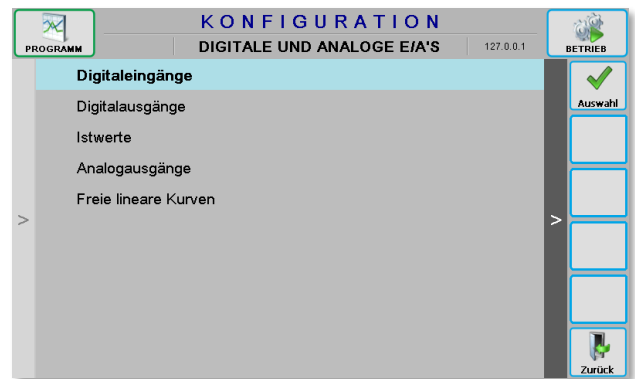 KONFIGURATION
PROGRAMM
DIGITALE UND ANALOGE E/A'S
127.0.0.1
BETRIEB
Digitaleingänge
Auswahl
Digitalausgänge
Istwerte
Analogausgänge
Freie lineare Kurven
>
>
Zurück